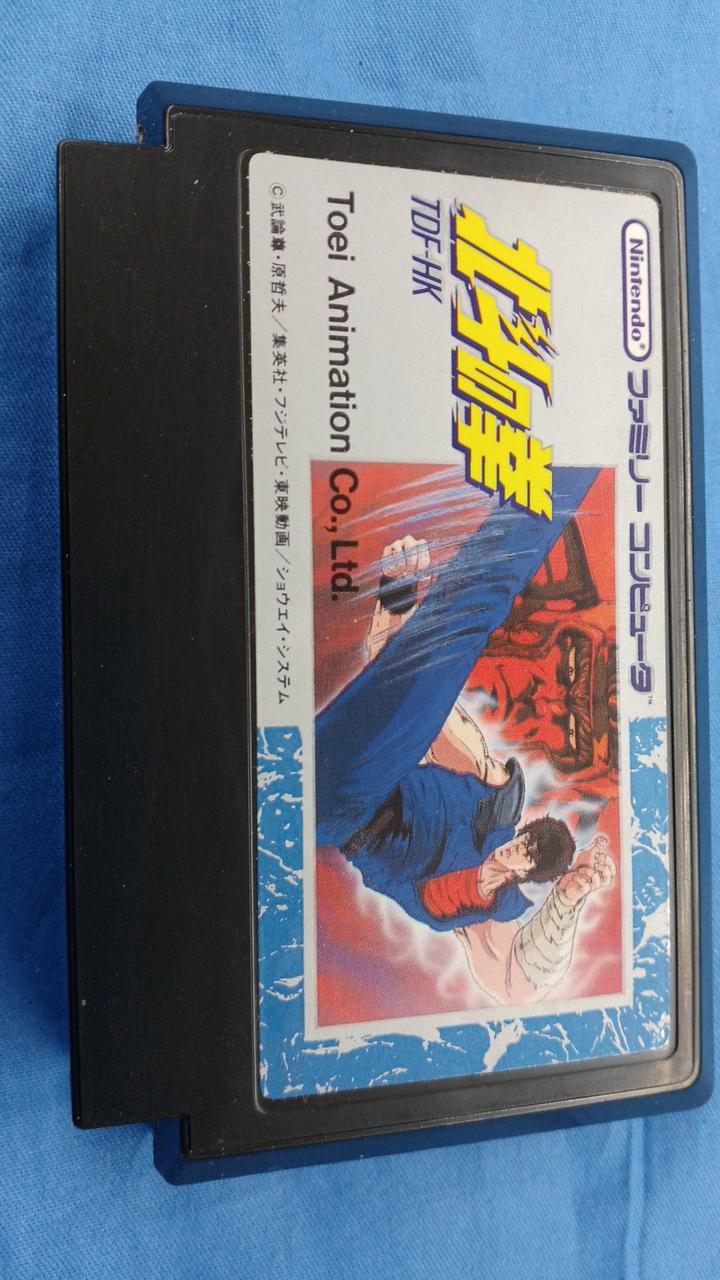 Nintendo® ファミリー コンピュータ™
北斗の拳
TDF-HK
Toei Animation Co., Ltd.
©武論尊・原哲夫／集英社・フジテレビ・東映動画／ショウエイ・システム